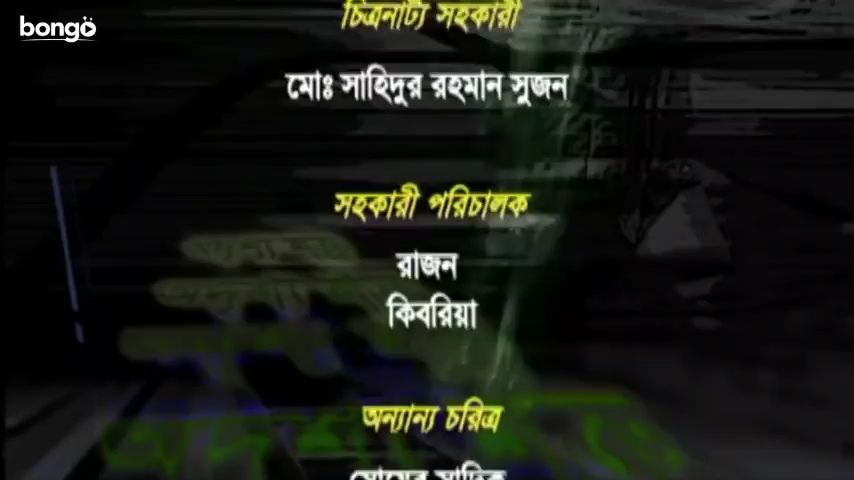 bongo
চিত্রনাট্য সহকারী
মোঃ সাহিদুর রহমান সুজন
সহকারী পরিচালক
রাজন
কিবরিয়া
অন্যান্য চরিত্র